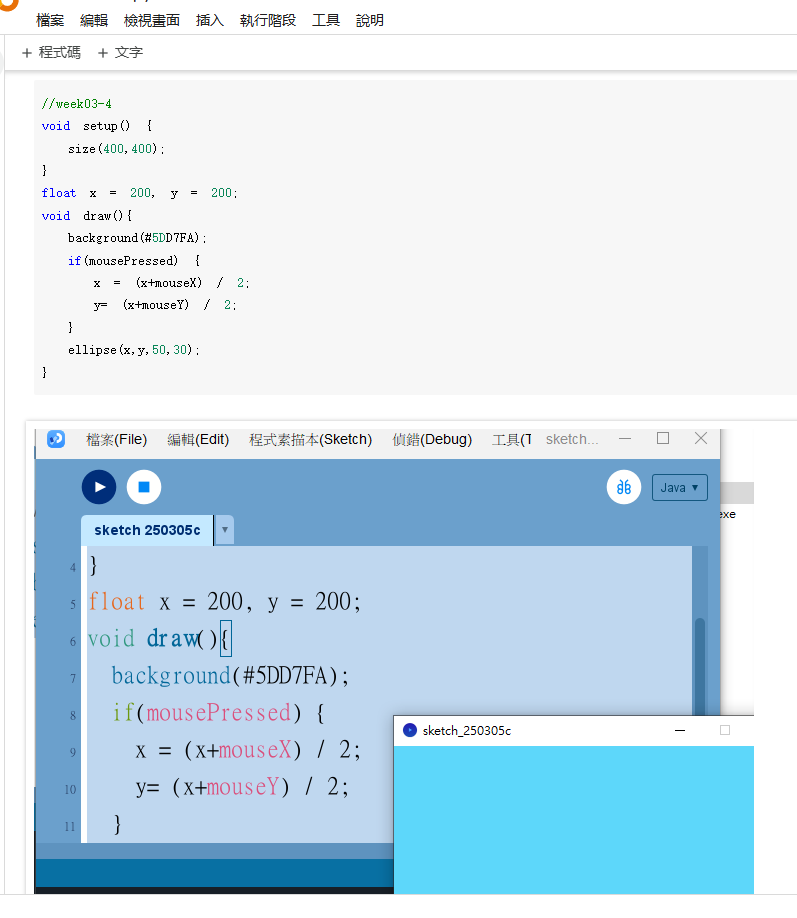 檔案 編輯 檢視畫面 插入 執行階段 工具 說明
+ 程式碼 + 文字
//week03-4
void setup() {
size(400,400);
}
float x = 200, y = 200;
void draw(){
background(#5DD7FA);
if(mousePressed) {
x = (x+mouseX) / 2;
y= (x+mouseY) / 2;
}
ellipse(x,y,50,30);
}
檔案(File) 編輯(Edit) 程式素描本(Sketch) 偵錯(Debug) 工具(T sketch...
Java ▾
exe
sketch 250305c ▾
4 }
5 float x = 200, y = 200;
6 void draw(){
7 background(#5DD7FA);
8 if(mousePressed) {
9 x = (x+mouseX) / 2;
10 y= (x+mouseY) / 2;
11 }
sketch_250305c